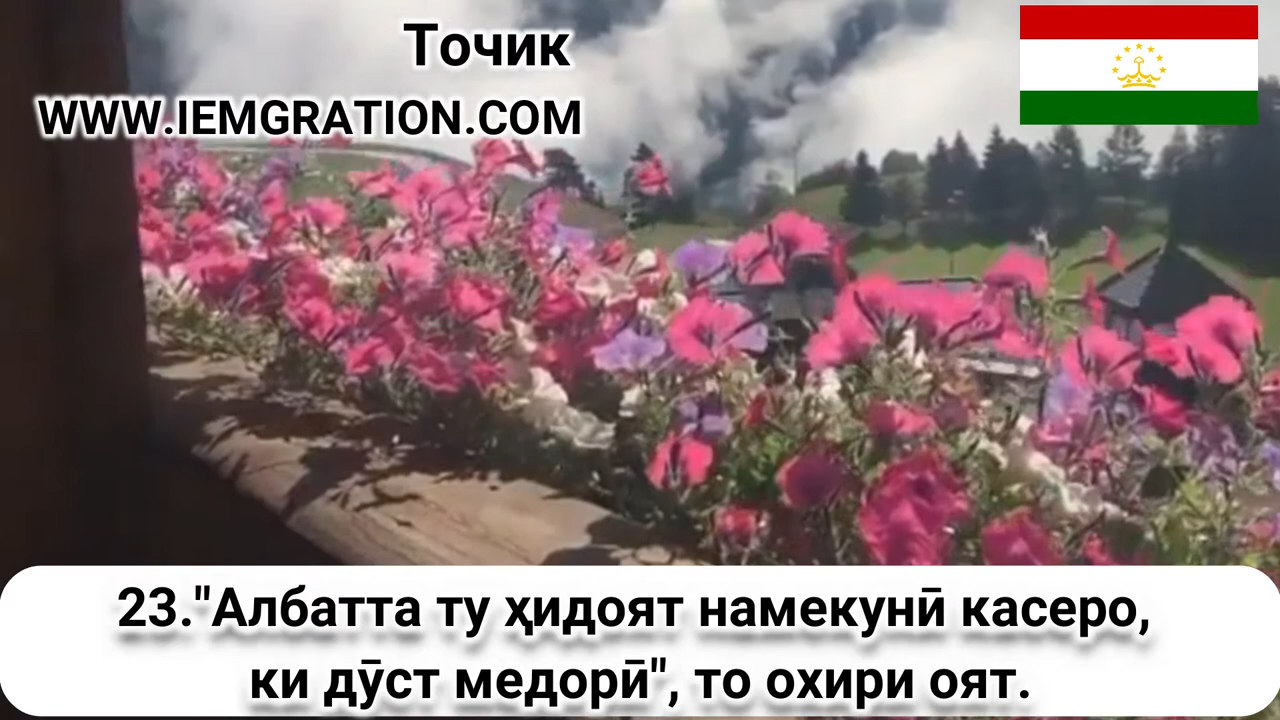 Точик
WWW.IEMGRATION.COM
23."Албатта ту ҳидоят намекунӣ касеро,
ки дӯст медорӣ", то охири оят.